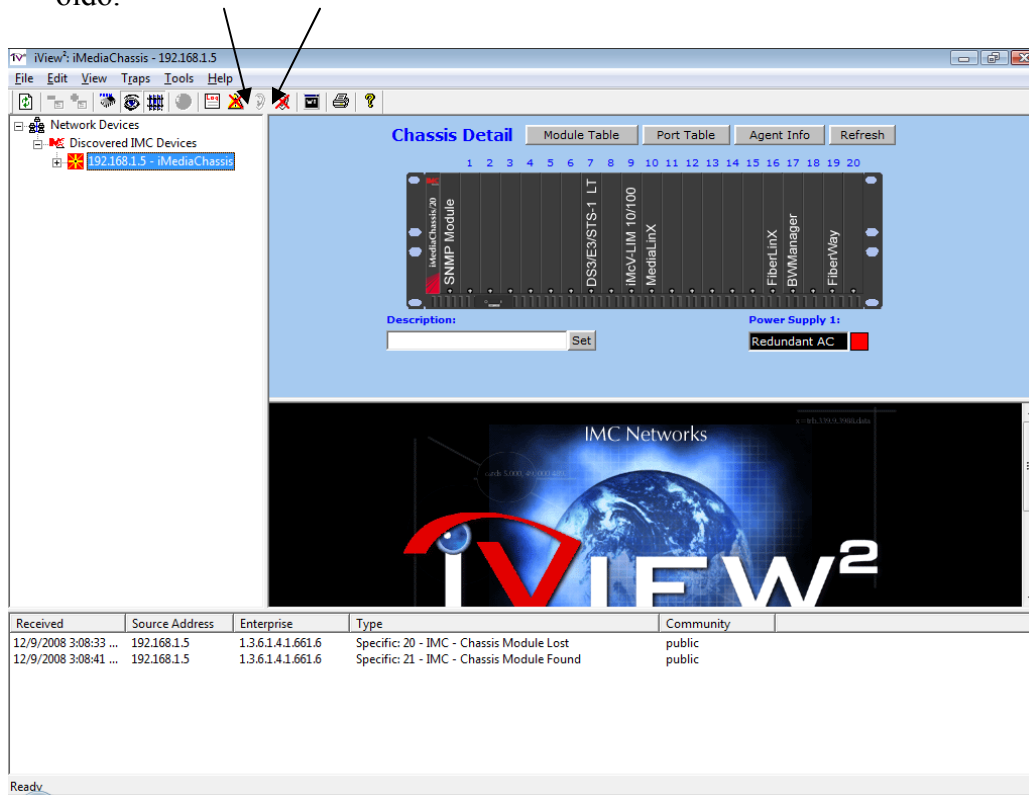 oído.
iView²: iMediaChassis - 192.168.1.5
File Edit View Traps Tools Help
Network Devices
Discovered IMC Devices
192.168.1.5 - iMediaChassis
Chassis Detail Module Table Port Table Agent Info Refresh
1 2 3 4 5 6 7 8 9 10 11 12 13 14 15 16 17 18 19 20
iMediaChassis/20
SNMP Module
DS3/E3/STS-1 LT
iMcV-LIM 10/100
MediaLinX
FiberLinX
BWManager
FiberWay
Description: Power Supply 1:
Set Redundant AC
IMC Networks
iVIEW²
Received Source Address Enterprise Type Community
12/9/2008 3:08:33 ... 192.168.1.5 1.3.6.1.4.1.661.6 Specific: 20 - IMC - Chassis Module Lost public
12/9/2008 3:08:41 ... 192.168.1.5 1.3.6.1.4.1.661.6 Specific: 21 - IMC - Chassis Module Found public
Ready